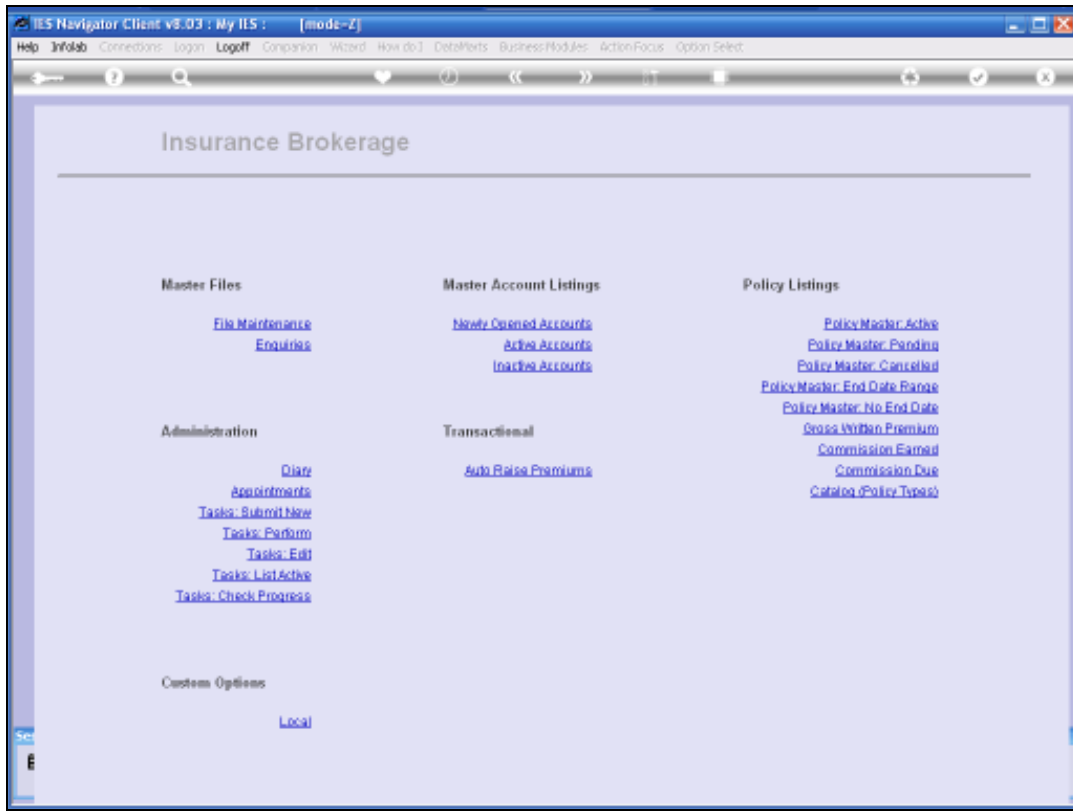 IES Navigator Client v8.03 : My IES : [mode-Z]
Help Infolab Connections Logon Logoff Companion Wizard How do I DataMarts Business Modules Action Focus Option Select
Insurance Brokerage
Master Files
File Maintenance
Enquiries
Master Account Listings
Newly Opened Accounts
Active Accounts
Inactive Accounts
Policy Listings
Policy Master: Active
Policy Master: Pending
Policy Master: Cancelled
Policy Master: End Date Range
Policy Master: No End Date
Gross Written Premium
Commission Earned
Commission Due
Catalog (Policy Types)
Administration
Diary
Appointments
Tasks: Submit New
Tasks: Perform
Tasks: Edit
Tasks: List Active
Tasks: Check Progress
Transactional
Auto Raise Premiums
Custom Options
Local